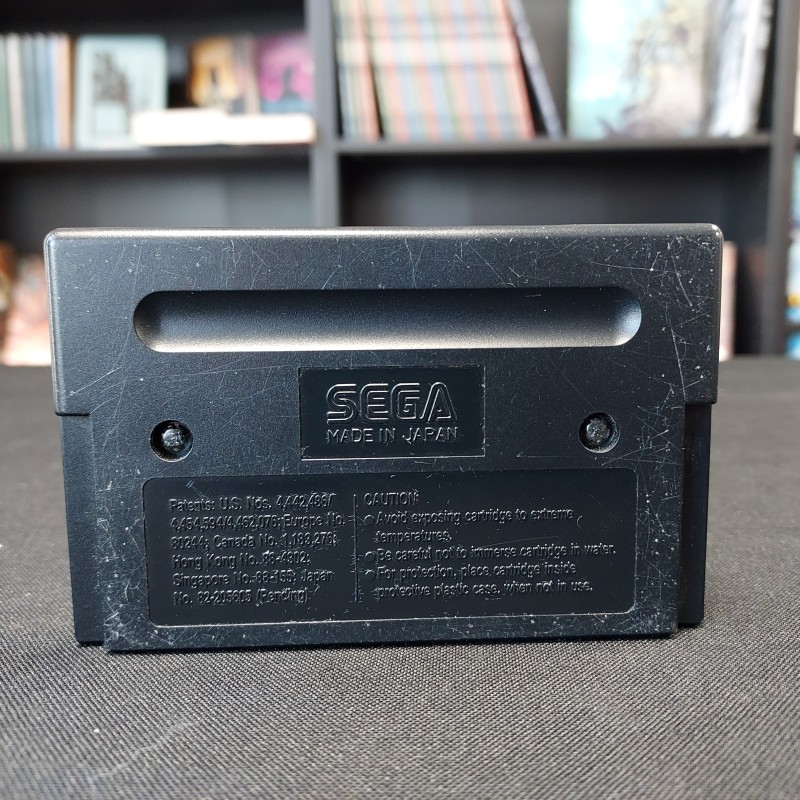 SEGA
MADE IN JAPAN
Patents: U.S. Nos. 4,442,486/
4,454,594/4,462,076; Europe No.
80244; Canada No. 1,183,276;
Hong Kong No. 88-4302;
Singapore No. 88-155; Japan
No. 82-205605 (Pending)
CAUTION:
Avoid exposing cartridge to extreme
temperatures.
Be careful not to immerse cartridge in water.
For protection, place cartridge inside
protective plastic case, when not in use.